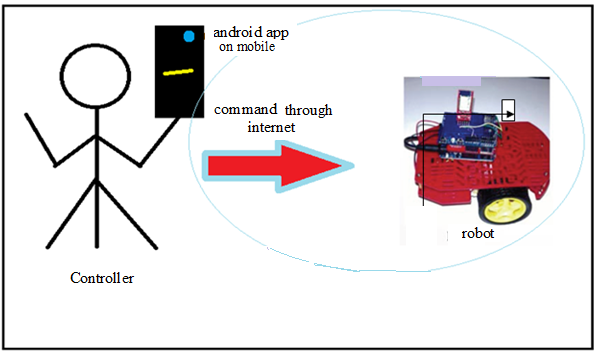 android app
on mobile
command through
internet
robot
Controller